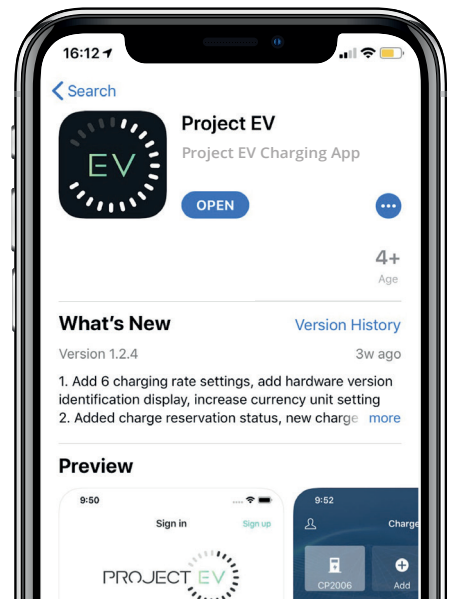 16:12
Search
EV
Project EV
Project EV Charging App
OPEN
4+
Age
What's New
Version History
Version 1.2.4
3w ago
1. Add 6 charging rate settings, add hardware version
identification display, increase currency unit setting
2. Added charge reservation status, new charge more
Preview
9:50
Sign in
Sign up
PROJECT EV
9:52
Charge
CP2006
Add